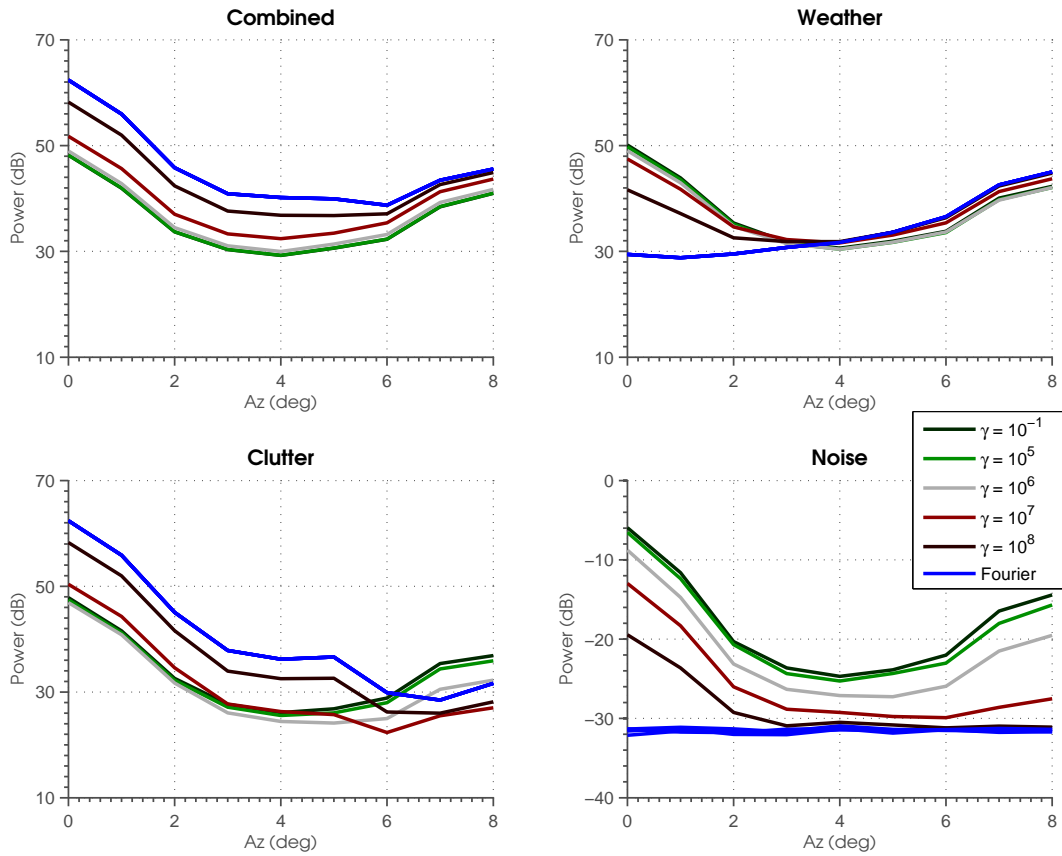 Combined
70
50
30
10
Power (dB)
0 2 4 6 8
Az (deg)
Weather
70
50
30
10
Power (dB)
0 2 4 6 8
Az (deg)
Clutter
70
50
30
10
Power (dB)
0 2 4 6 8
Az (deg)
Noise
0
−10
−20
−30
−40
Power (dB)
0 2 4 6 8
Az (deg)
γ = 10⁻¹
γ = 10⁵
γ = 10⁶
γ = 10⁷
γ = 10⁸
Fourier